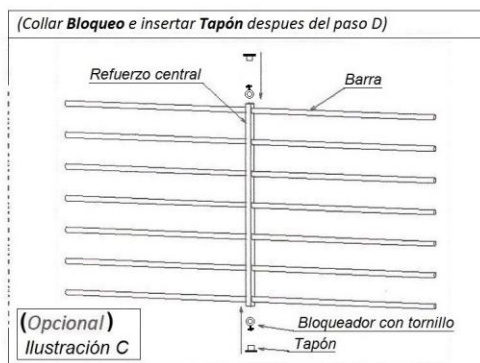 (Collar Bloqueo e insertar Tapón despues del paso D)
Refuerzo central
Barra
Bloqueador con tornillo
Tapón
(Opcional)
Ilustración C